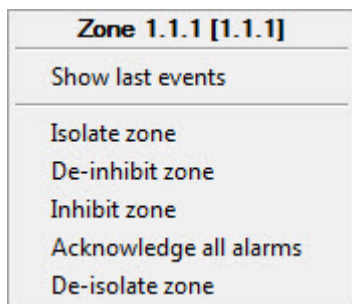 Zone 1.1.1 [1.1.1]
Show last events
Isolate zone
De-inhibit zone
Inhibit zone
Acknowledge all alarms
De-isolate zone